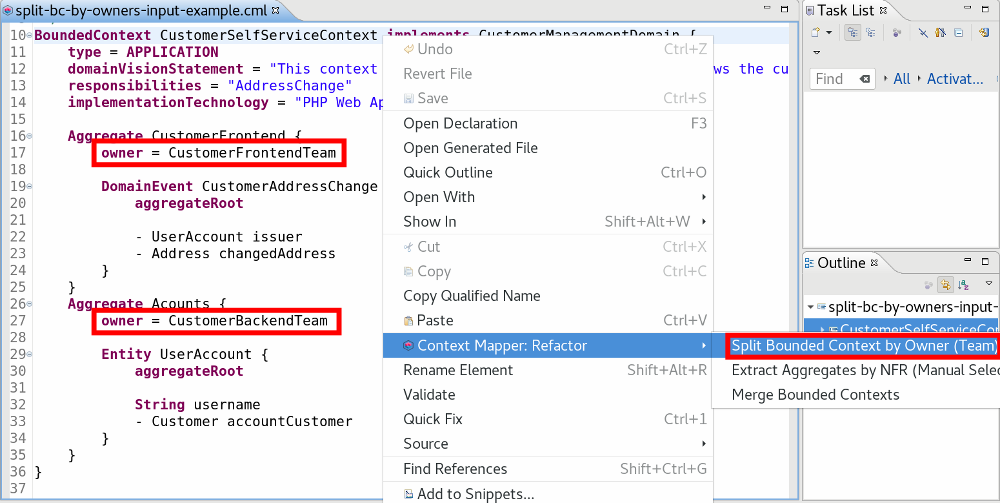 split-bc-by-owners-input-example.cml
10 BoundedContext CustomerSelfServiceContext implements CustomerManagementDomain {
11 type = APPLICATION
12 domainVisionStatement = "This context ws the cu
13 responsibilities = "AddressChange"
14 implementationTechnology = "PHP Web Ap
15
16 Aggregate CustomerFrontend {
17 owner = CustomerFrontendTeam
18
19 DomainEvent CustomerAddressChange
20 aggregateRoot
21
22 - UserAccount issuer
23 - Address changedAddress
24 }
25 }
26 Aggregate Acounts {
27 owner = CustomerBackendTeam
28
29 Entity UserAccount {
30 aggregateRoot
31
32 String username
33 - Customer accountCustomer
34 }
35 }
36 }
37
Undo Ctrl+Z
Revert File
Save Ctrl+S
Open Declaration F3
Open Generated File
Quick Outline Ctrl+O
Open With
Show In Shift+Alt+W
Cut Ctrl+X
Copy Ctrl+C
Copy Qualified Name
Paste Ctrl+V
Context Mapper: Refactor
Rename Element Shift+Alt+R
Validate
Quick Fix Ctrl+1
Source
Find References Shift+Ctrl+G
Add to Snippets...
Split Bounded Context by Owner (Team)
Extract Aggregates by NFR (Manual Selec
Merge Bounded Contexts
Task List
Find All Activat...
Outline
split-bc-by-owners-input-
CustomerSelfServiceCo